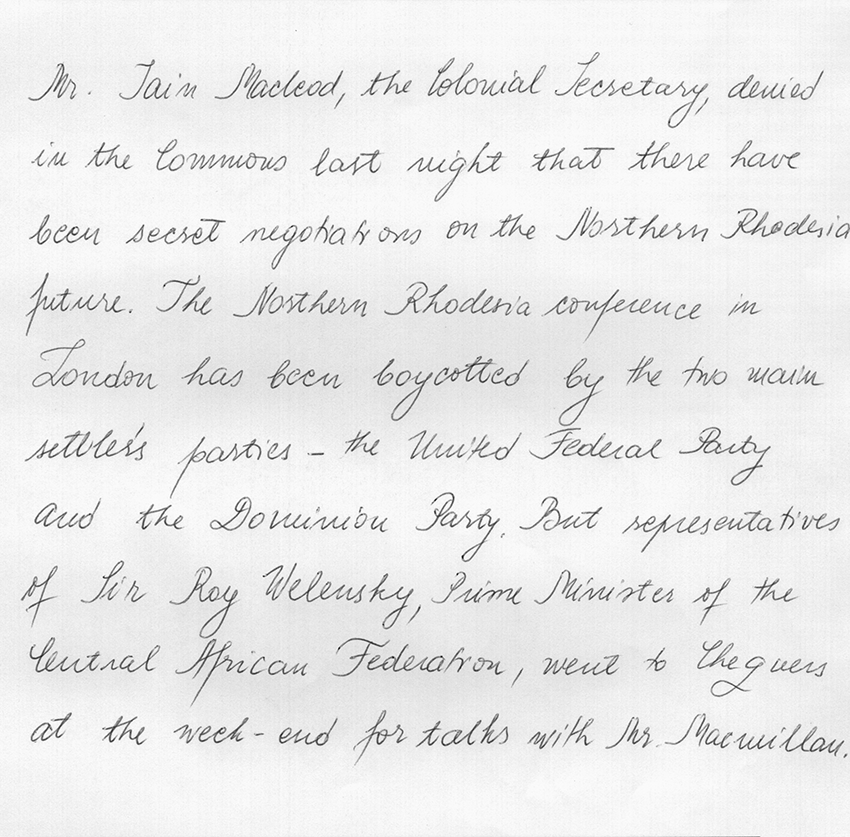 Mr. Iain Macleod, the Colonial Secretary, denied
in the Commons last night that there have
been secret negotiations on the Northern Rhodesia
future. The Northern Rhodesia conference in
London has been boycotted by the two main
settlers parties - the United Federal Party
and the Dominion Party. But representatives
of Sir Roy Welensky, Prime Minister of the
Central African Federation, went to Cheguers
at the week-end for talks with Mr. Macmillan.